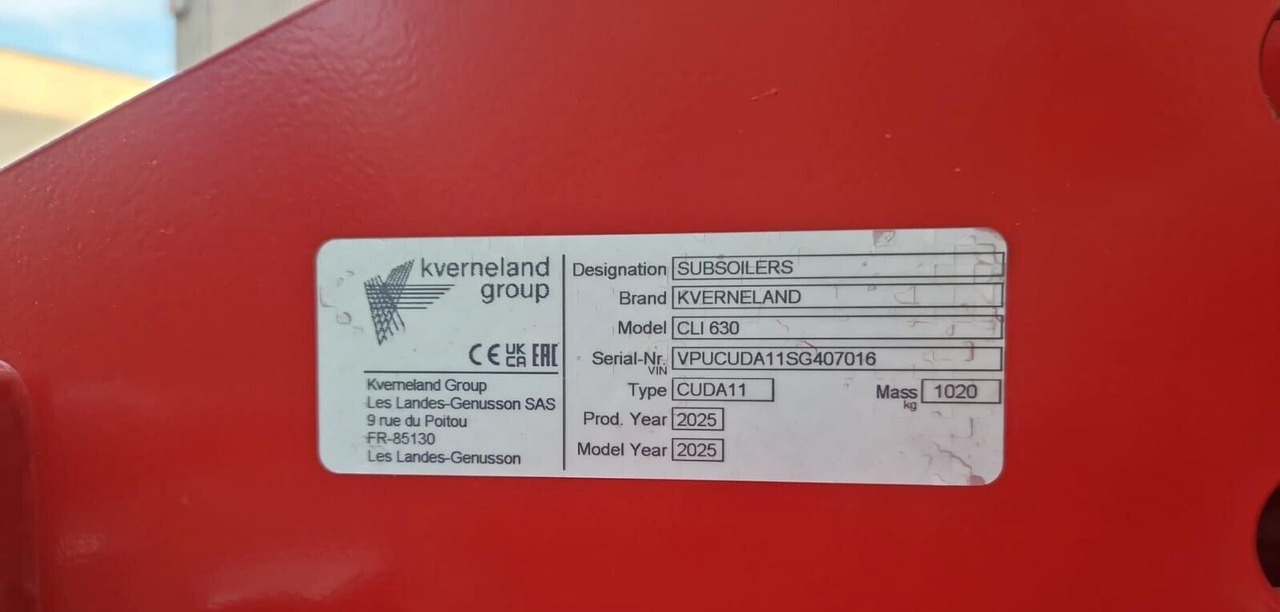 kverneland
group
CE UK CA EAC
Kverneland Group
Les Landes-Genusson SAS
9 rue du Poitou
FR-85130
Les Landes-Genusson
Designation SUBSOILERS
Brand KVERNELAND
Model CLI 630
Serial-Nr. VPUCUDA11SG407016
VIN
Type CUDA11 Mass 1020
kg
Prod. Year 2025
Model Year 2025